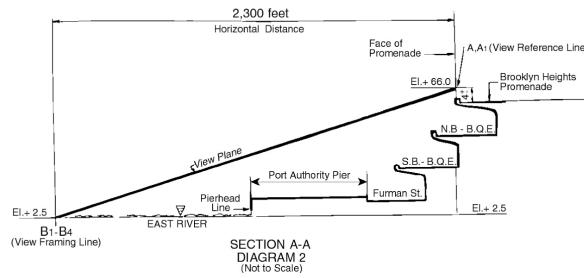 2,300 feet
Horizontal Distance
Face of
Promenade
A,A1 (View Reference Line
El.+ 66.0
4'
Brooklyn Heights
Promenade
N.B - B.Q.E.
View Plane
S.B.- B.Q.E.
Port Authority Pier
Pierhead
Line
Furman St.
El.+ 2.5
El.+ 2.5
B1-B4
(View Framing Line)
EAST RIVER
SECTION A-A
DIAGRAM 2
(Not to Scale)